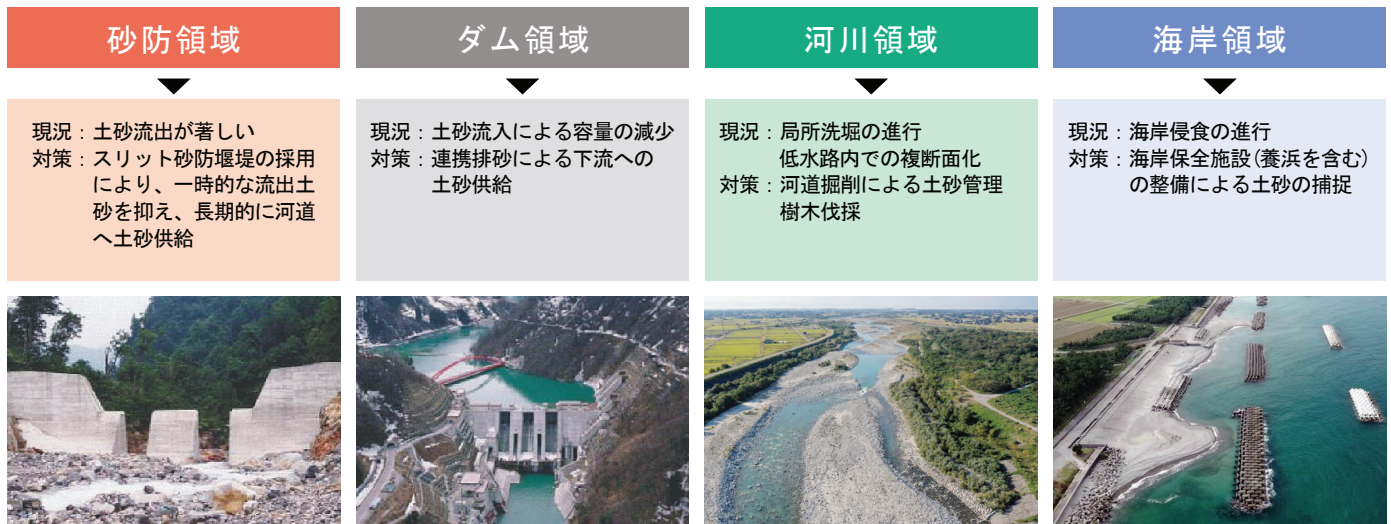 砂防領域
現況：土砂流出が著しい
対策：スリット砂防堰堤の採用
により、一時的な流出土
砂を抑え、長期的に河道
へ土砂供給
ダム領域
現況：土砂流入による容量の減少
対策：連携排砂による下流への
土砂供給
河川領域
現況：局所洗堀の進行
低水路内での複断面化
対策：河道掘削による土砂管理
樹木伐採
海岸領域
現況：海岸侵食の進行
対策：海岸保全施設(養浜を含む)
の整備による土砂の捕捉